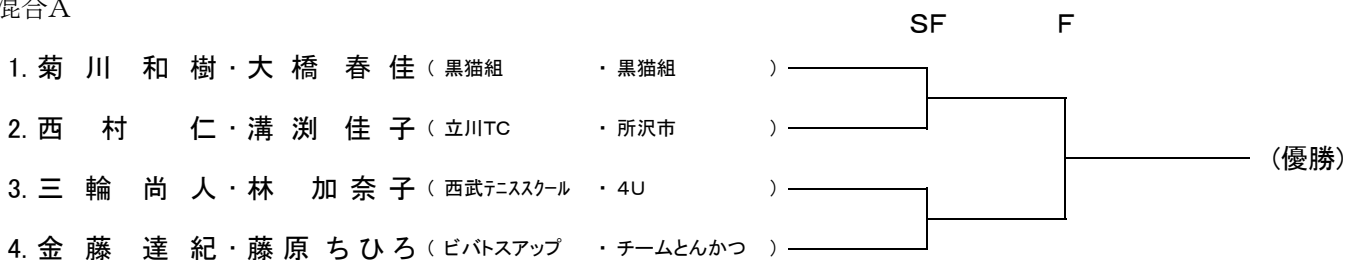 混合A
SF F
1. 菊川 和樹・大橋 春佳 ( 黒猫組 ・ 黒猫組 )
2. 西村 仁・溝渕 佳子 ( 立川TC ・ 所沢市 )
(優勝)
3. 三輪 尚人・林 加奈子 ( 西武テニススクール ・ 4U )
4. 金藤 達紀・藤原 ちひろ ( ビバトスアップ ・ チームとんかつ )